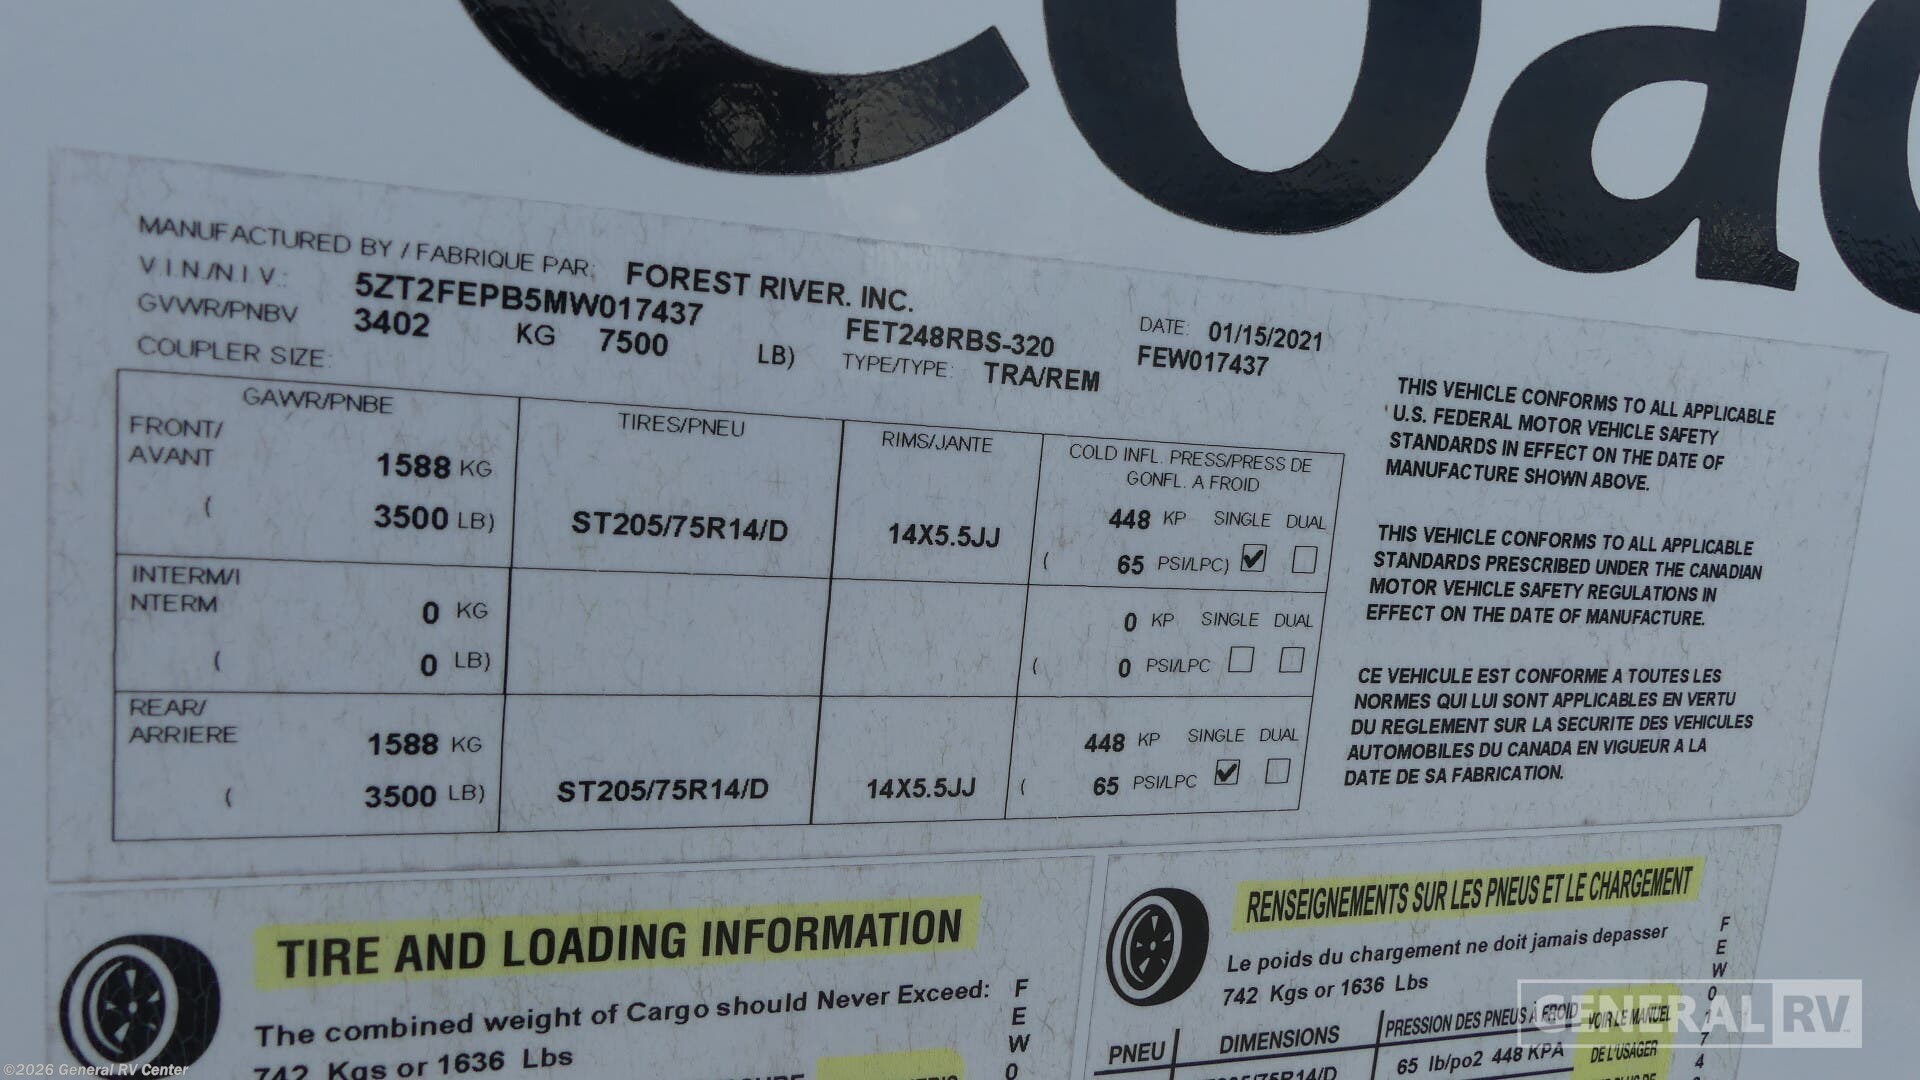 Coac
MANUFACTURED BY / FABRIQUE PAR: FOREST RIVER. INC.
V.I.N./N.I.V.: 5ZT2FEPB5MW017437
GVWR/PNBV 3402 KG 7500 LB) FET248RBS-320 DATE: 01/15/2021
COUPLER SIZE: TYPE/TYPE: TRA/REM FEW017437
GAWR/PNBE TIRES/PNEU RIMS/JANTE COLD INFL. PRESS/PRESS DE
GONFL. A FROID
FRONT/
AVANT 1588 KG 448 KP SINGLE DUAL
( 3500 LB) ST205/75R14/D 14X5.5JJ ( 65 PSI/LPC)
INTERM/I
NTERM 0 KG 0 KP SINGLE DUAL
( 0 LB) ( 0 PSI/LPC
REAR/
ARRIERE 1588 KG 448 KP SINGLE DUAL
( 3500 LB) ST205/75R14/D 14X5.5JJ ( 65 PSI/LPC
THIS VEHICLE CONFORMS TO ALL APPLICABLE
U.S. FEDERAL MOTOR VEHICLE SAFETY
STANDARDS IN EFFECT ON THE DATE OF
MANUFACTURE SHOWN ABOVE.
THIS VEHICLE CONFORMS TO ALL APPLICABLE
STANDARDS PRESCRIBED UNDER THE CANADIAN
MOTOR VEHICLE SAFETY REGULATIONS IN
EFFECT ON THE DATE OF MANUFACTURE.
CE VEHICULE EST CONFORME A TOUTES LES
NORMES QUI LUI SONT APPLICABLES EN VERTU
DU REGLEMENT SUR LA SECURITE DES VEHICULES
AUTOMOBILES DU CANADA EN VIGUEUR A LA
DATE DE SA FABRICATION.
TIRE AND LOADING INFORMATION
The combined weight of Cargo should Never Exceed:
742 Kgs or 1636 Lbs
F
E
W
0
RENSEIGNEMENTS SUR LES PNEUS ET LE CHARGEMENT
Le poids du chargement ne doit jamais depasser
742 Kgs or 1636 Lbs
PNEU DIMENSIONS PRESSION DES PNEUS À FROID VOIR LE MANUEL
65 lb/po2 448 KPA DE L'USAGER
F
E
W
0
7
4
GENERAL RV
©2026 General RV Center